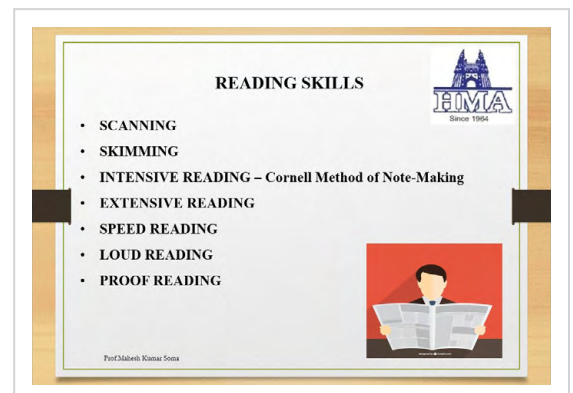 READING SKILLS
HMA
Since 1964
• SCANNING
• SKIMMING
• INTENSIVE READING – Cornell Method of Note-Making
• EXTENSIVE READING
• SPEED READING
• LOUD READING
• PROOF READING
Prof.Mahesh Kumar Soma